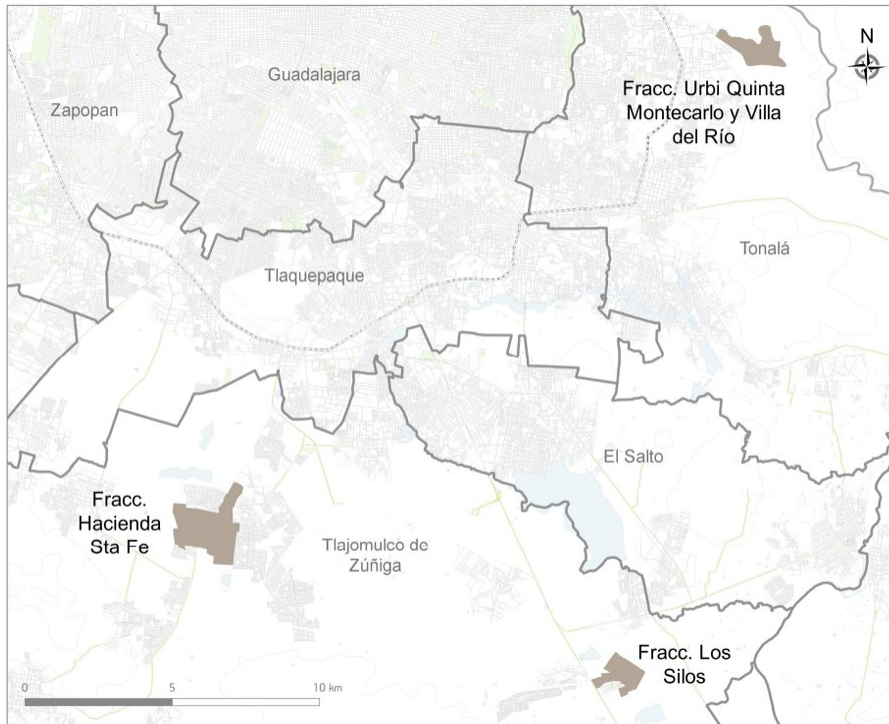 N
Guadalajara
Zapopan
Fracc. Urbi Quinta
Montecarlo y Villa
del Río
Tonalá
Tlaquepaque
El Salto
Fracc.
Hacienda
Sta Fe
Tlajomulco de
Zúñiga
Fracc. Los
Silos
0 5 10 km